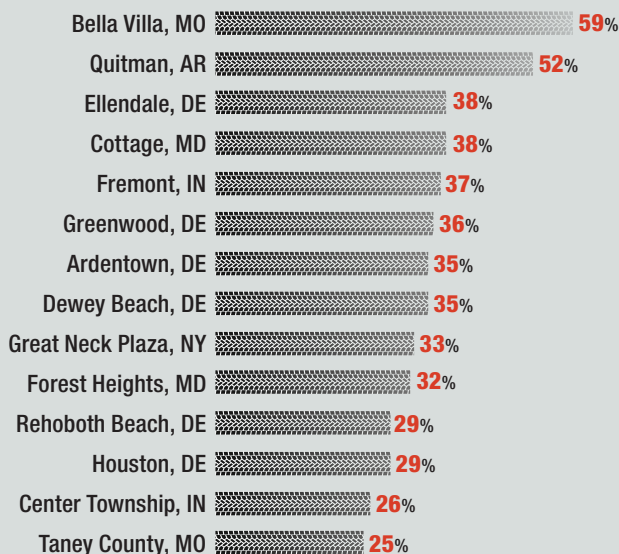 Bella Villa, MO 59%
Quitman, AR 52%
Ellendale, DE 38%
Cottage, MD 38%
Fremont, IN 37%
Greenwood, DE 36%
Ardentown, DE 35%
Dewey Beach, DE 35%
Great Neck Plaza, NY 33%
Forest Heights, MD 32%
Rehoboth Beach, DE 29%
Houston, DE 29%
Center Township, IN 26%
Taney County, MO 25%